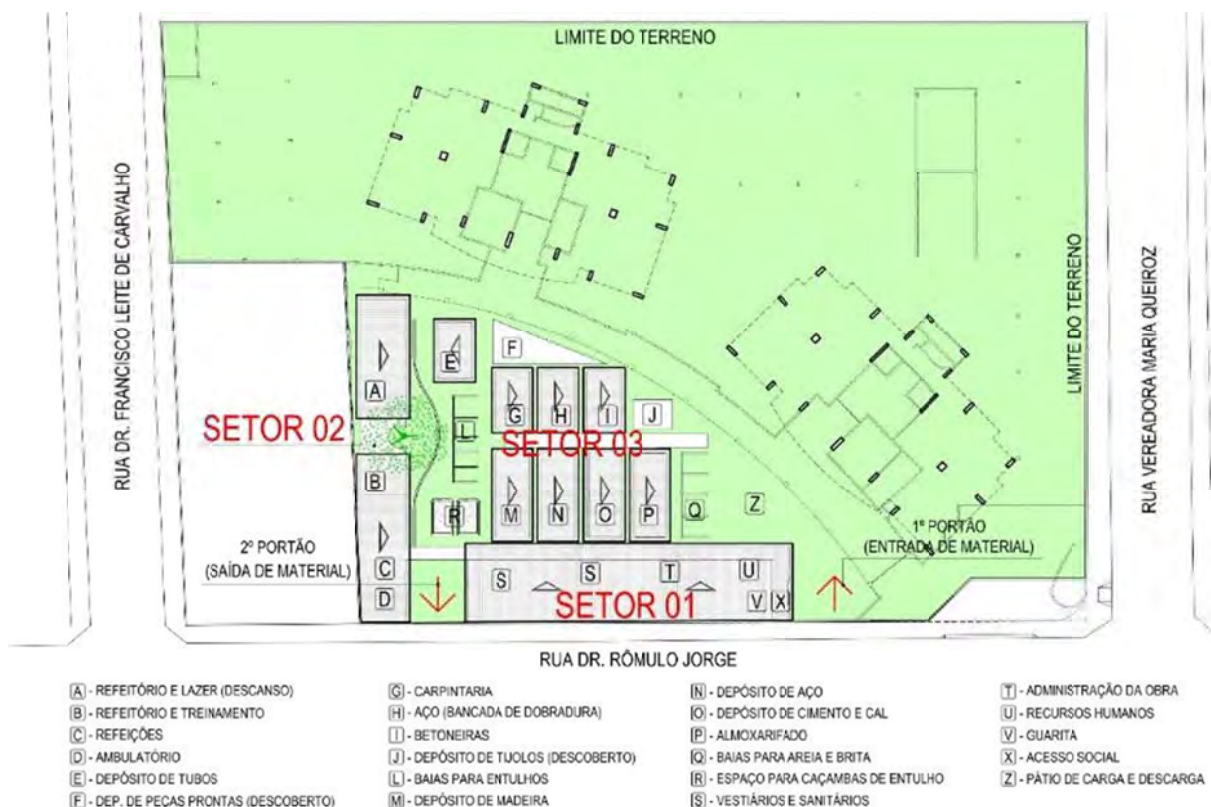 LIMITE DO TERRENO
RUA DR. FRANCISCO LEITE DE CARVALHO
LIMITE DO TERRENO
RUA VEREADORA MARIA QUEIROZ
A
E
F
G
H
I
J
SETOR 02
L
SETOR 03
B
R
M
N
O
P
Q
Z
2º PORTÃO
(SAÍDA DE MATERIAL)
1º PORTÃO
(ENTRADA DE MATERIAL)
C
D
S
S
T
U
V
X
SETOR 01
RUA DR. RÔMULO JORGE
A - REFEITÓRIO E LAZER (DESCANSO)
B - REFEITÓRIO E TREINAMENTO
C - REFEIÇÕES
D - AMBULATÓRIO
E - DEPÓSITO DE TUBOS
F - DEP. DE PEÇAS PRONTAS (DESCOBERTO)
G - CARPINTARIA
H - AÇO (BANCADA DE DOBRADURA)
I - BETONEIRAS
J - DEPÓSITO DE TUOLOS (DESCOBERTO)
L - BAIAS PARA ENTULHOS
M - DEPÓSITO DE MADEIRA
N - DEPÓSITO DE AÇO
O - DEPÓSITO DE CIMENTO E CAL
P - ALMOXARIFADO
Q - BAIAS PARA AREIA E BRITA
R - ESPAÇO PARA CAÇAMBAS DE ENTULHO
S - VESTIÁRIOS E SANITÁRIOS
T - ADMINISTRAÇÃO DA OBRA
U - RECURSOS HUMANOS
V - GUARITA
X - ACESSO SOCIAL
Z - PÁTIO DE CARGA E DESCARGA